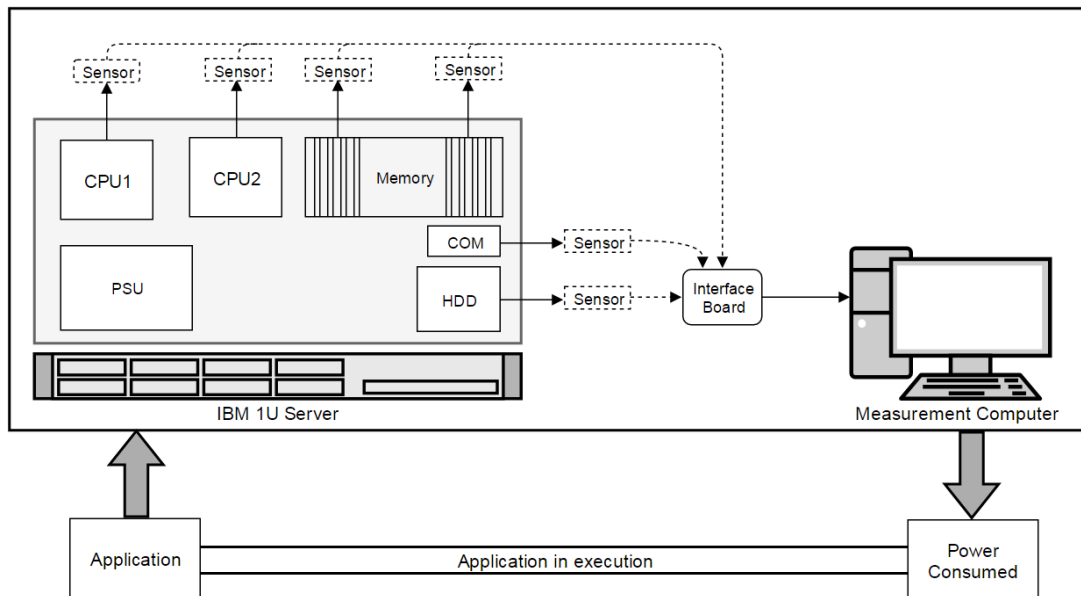 Sensor Sensor Sensor Sensor
CPU1 CPU2 Memory
COM Sensor
PSU HDD Sensor
Interface
Board
IBM 1U Server
Measurement Computer
Application
Application in execution
Power
Consumed